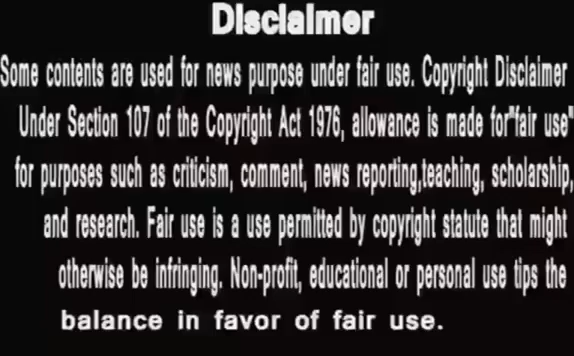 Disclaimer
Some contents are used for news purpose under fair use. Copyright Disclaimer
Under Section 107 of the Copyright Act 1976, allowance is made for"fair use"
for purposes such as criticism, comment, news reporting,teaching, scholarship,
and research. Fair use is a use permitted by copyright statute that might
otherwise be infringing. Non-profit, educational or personal use tips the
balance in favor of fair use.